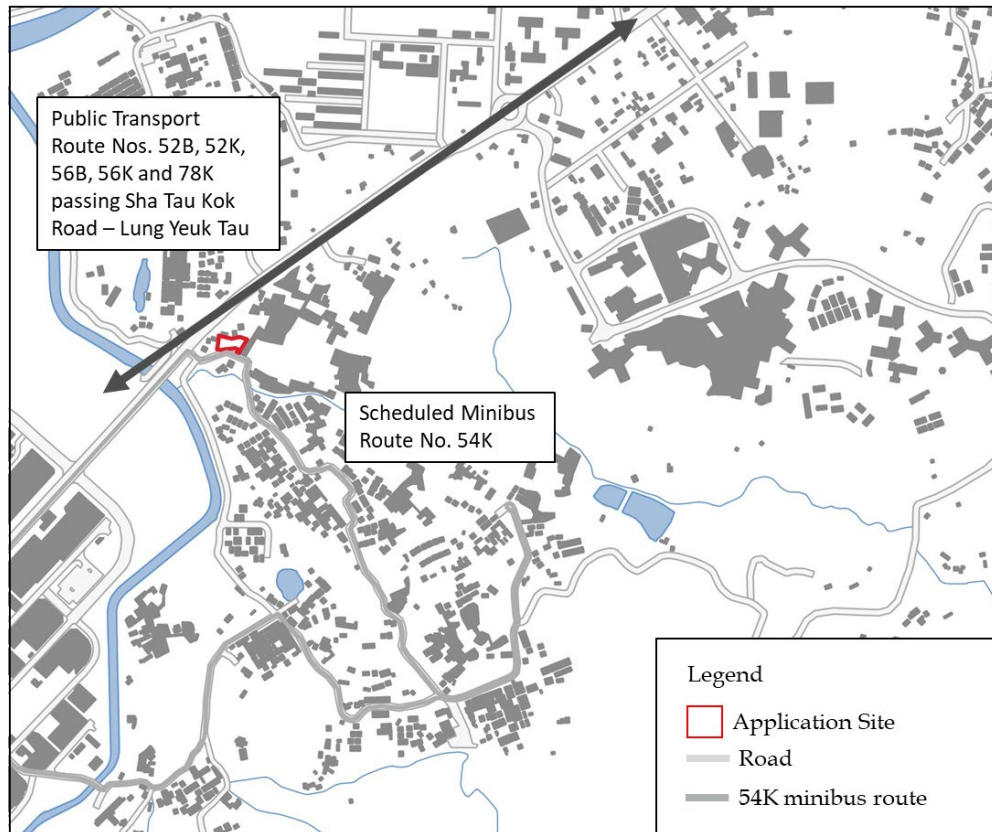 Public Transport
Route Nos. 52B, 52K,
56B, 56K and 78K
passing Sha Tau Kok
Road – Lung Yeuk Tau
Scheduled Minibus
Route No. 54K
Legend
Application Site
Road
54K minibus route